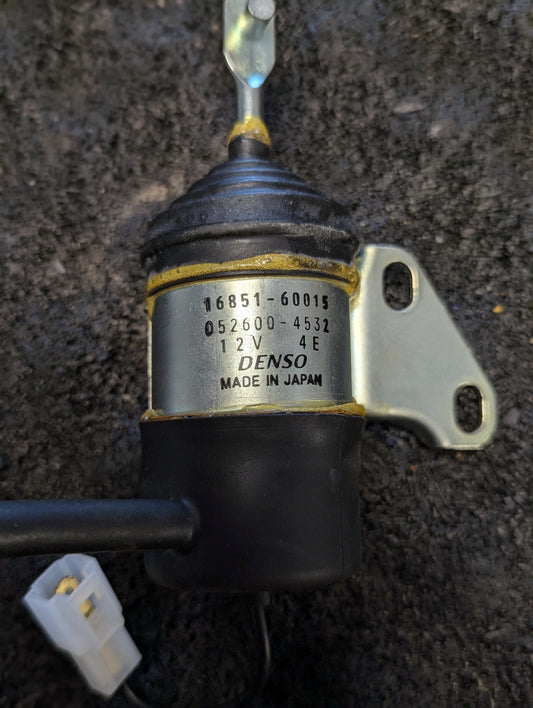 16851-60015
052600-4532
12V 4E
DENSO
MADE IN JAPAN